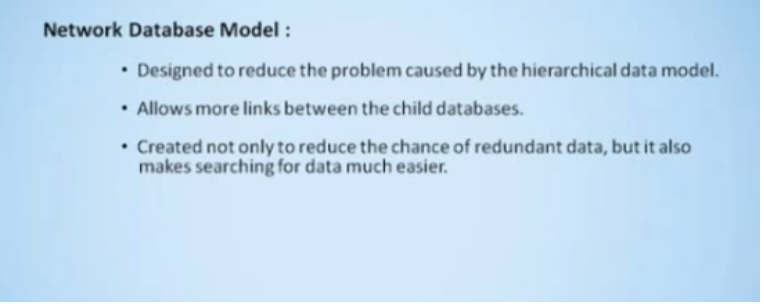 Network Database Model :
• Designed to reduce the problem caused by the hierarchical data model.
• Allows more links between the child databases.
• Created not only to reduce the chance of redundant data, but it also
makes searching for data much easier.